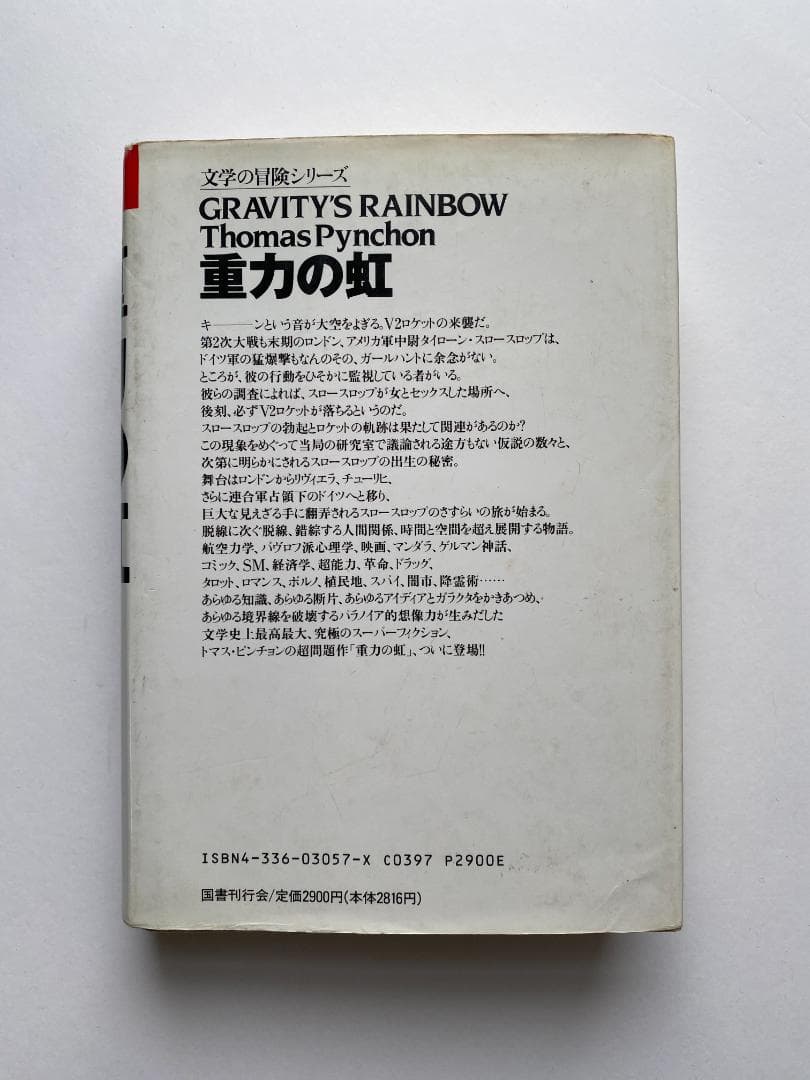 文学の冒険シリーズ
GRAVITY'S RAINBOW
Thomas Pynchon
重力の虹
キ———ンという音が大空をよぎる。V2ロケットの来襲だ。
第2次大戦も末期のロンドン、アメリカ軍中尉タイローン・スロースロップは、
ドイツ軍の猛爆撃もなんのその、ガールハントに余念がない。
ところが、彼の行動をひそかに監視している者がいる。
彼らの調査によれば、スロースロップが女とセックスした場所へ、
後刻、必ずV2ロケットが落ちるというのだ。
スロースロップの勃起とロケットの軌跡は果たして関連があるのか?
この現象をめぐって当局の研究室で議論される途方もない仮説の数々と、
次第に明らかにされるスロースロップの出生の秘密。
舞台はロンドンからリヴィエラ、チューリヒ、
さらに連合軍占領下のドイツへと移り、
巨大な見えざる手に翻弄されるスロースロップのさすらいの旅が始まる。
脱線に次ぐ脱線、錯綜する人間関係、時間と空間を超え展開する物語。
航空力学、パヴロフ派心理学、映画、マンダラ、ゲルマン神話、
コミック、SM、経済学、超能力、革命、ドラッグ、
タロット、ロマンス、ポルノ、植民地、スパイ、闇市、降霊術……
あらゆる知識、あらゆる断片、あらゆるアイディアとガラクタをかきあつめ、
あらゆる境界線を破壊するパラノイア的想像力が生みだした
文学史上最高最大、究極のスーパーフィクション、
トマス・ピンチョンの超問題作「重力の虹」、ついに登場!!
ISBN4-336-03057-X C0397 P2900E
国書刊行会/定価2900円(本体2816円)